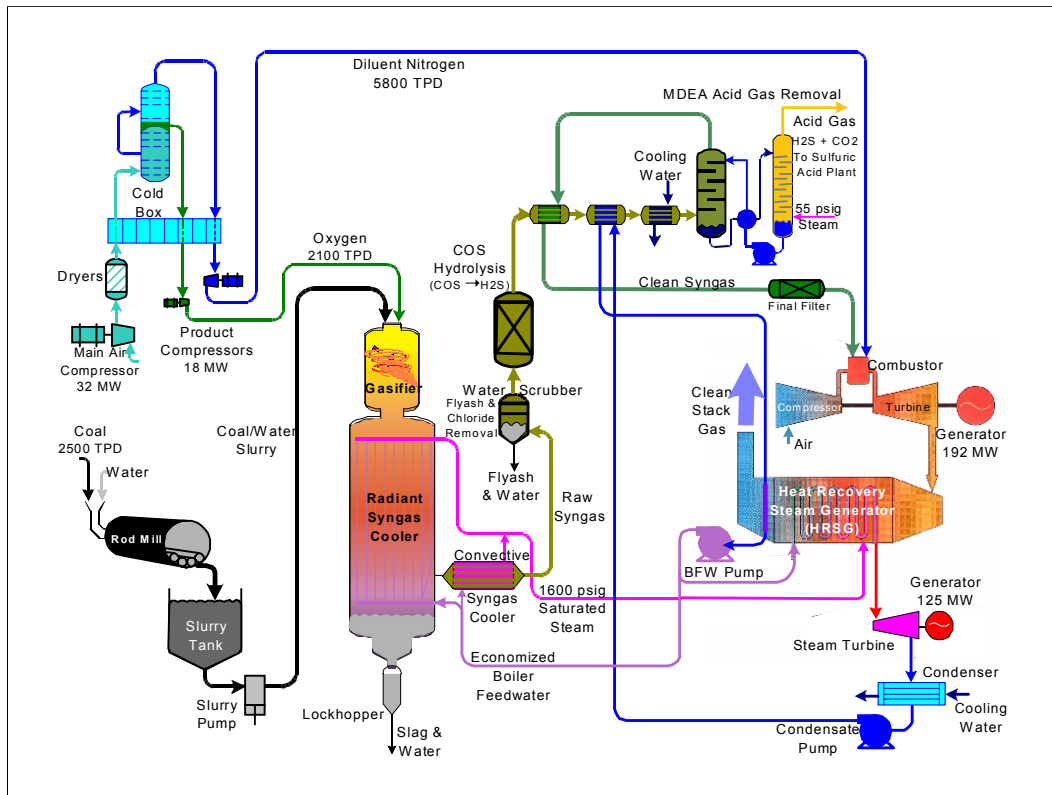 Diluent Nitrogen
5800 TPD
MDEA Acid Gas Removal
Acid Gas
H2S + CO2
To Sulfuric
Acid Plant
Cooling
Water
55 psig
Steam
Cold
Box
Oxygen
2100 TPD
COS
Hydrolysis
(COS →H2S)
Dryers
Clean Syngas
Final Filter
Product
Compressors
18 MW
Main Air
Compressor
32 MW
Gasifier
Water Scrubber
Flyash &
Chloride
Removal
Combustor
Clean
Stack
Gas
Compressor
Turbine
Generator
192 MW
Air
Coal
2500 TPD
Water
Coal/Water
Slurry
Flyash
& Water
Raw
Syngas
Heat Recovery
Steam Generator
(HRSG)
Radiant
Syngas
Cooler
Rod Mill
Convective
Syngas
Cooler
BFW Pump
1600 psig
Saturated
Steam
Generator
125 MW
Steam Turbine
Slurry
Tank
Economized
Boiler
Feedwater
Condenser
Cooling
Water
Slurry
Pump
Lockhopper
Condensate
Pump
Slag &
Water